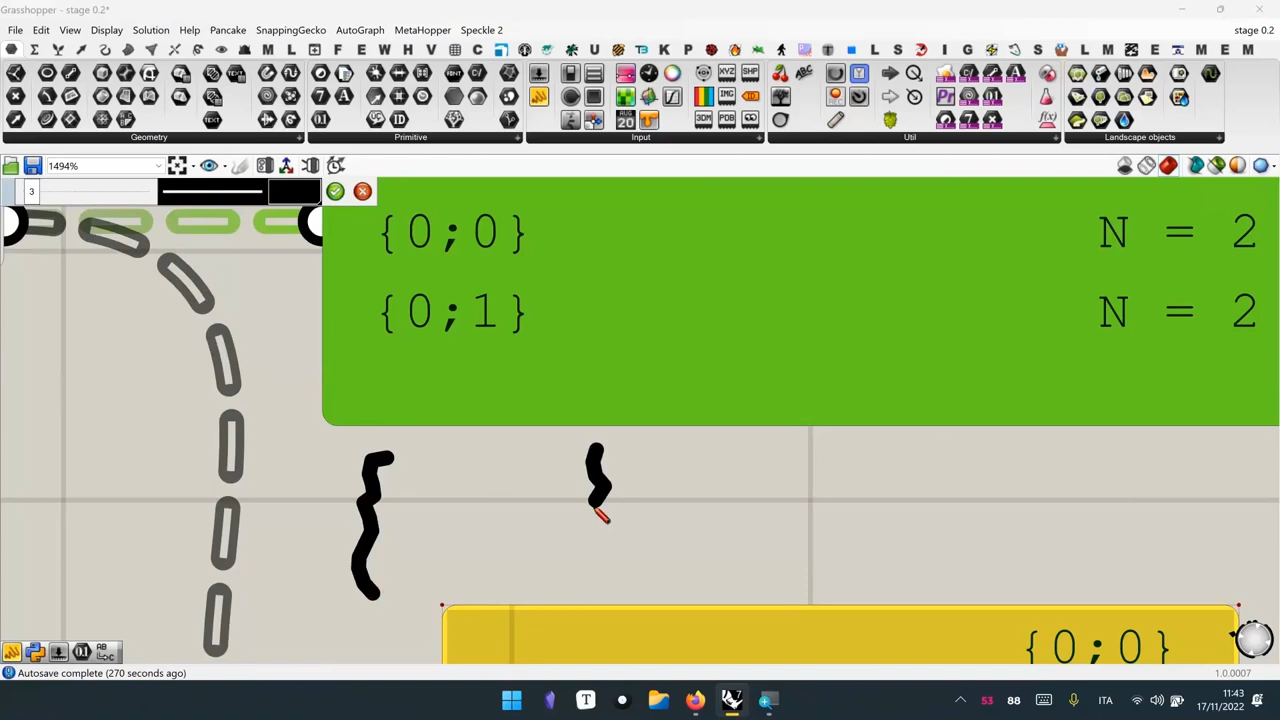 Grasshopper - stage 0.2*
File Edit View Display Solution Help Pancake SnappingGecko AutoGraph MetaHopper Speckle 2 stage 0.2
Geometry Primitive Input Util Landscape objects
1494%
3
{0;0} N = 2
{0;1} N = 2
{0;0}
Autosave complete (270 seconds ago) 1.0.0007
53 88 ITA 11:43
17/11/2022